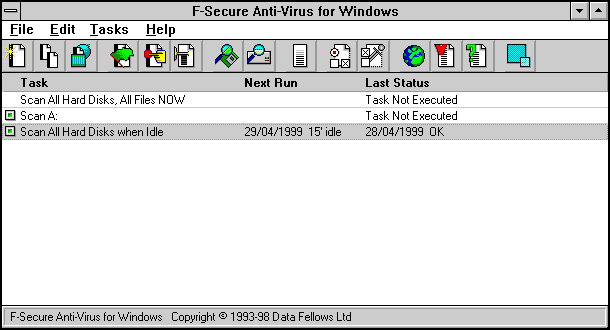 F-Secure Anti-Virus for Windows
File Edit Tasks Help
Task Next Run Last Status
Scan All Hard Disks, All Files NOW Task Not Executed
Scan A: Task Not Executed
Scan All Hard Disks when Idle 29/04/1999 15' idle 28/04/1999 OK
F-Secure Anti-Virus for Windows Copyright © 1993-98 Data Fellows Ltd